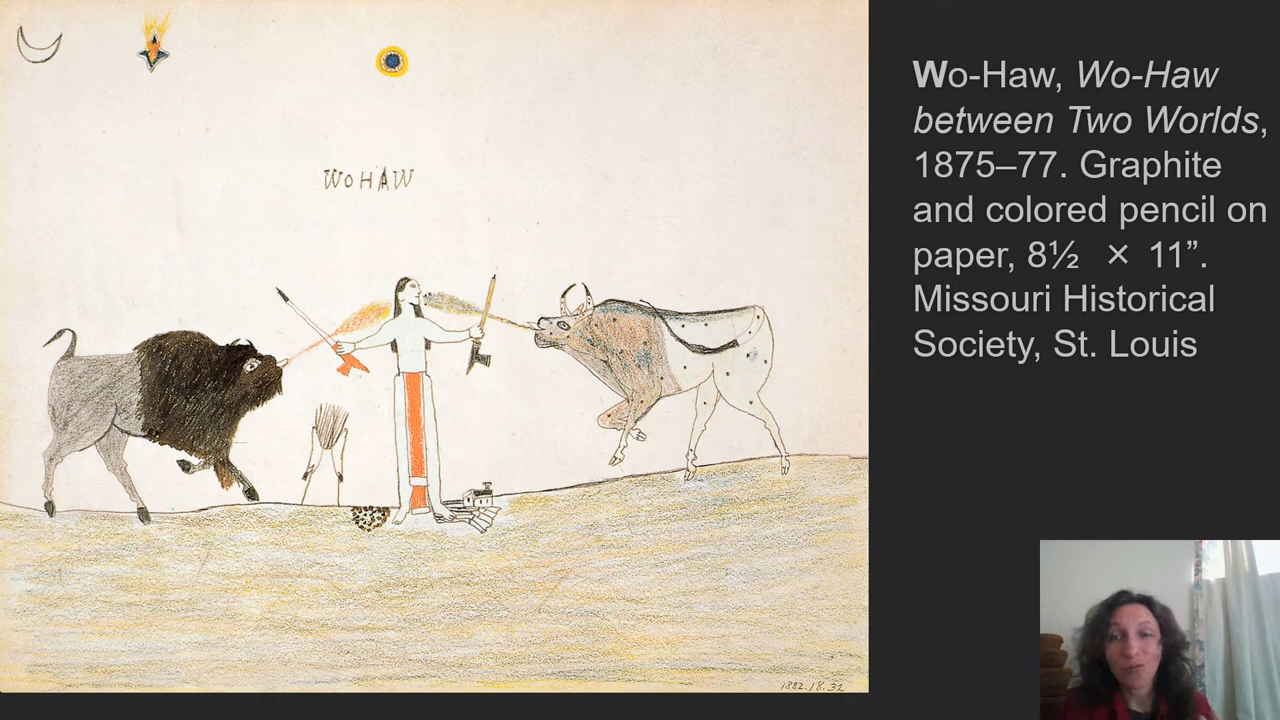 WOHAW
1882.18.32
Wo-Haw, Wo-Haw
between Two Worlds,
1875–77. Graphite
and colored pencil on
paper, 8½ × 11”.
Missouri Historical
Society, St. Louis